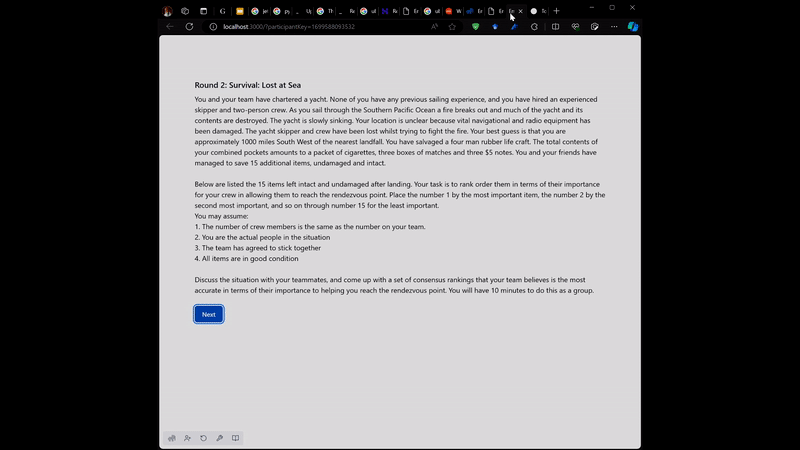 localhost:3000/?participantKey=1699588093532
Round 2: Survival: Lost at Sea
You and your team have chartered a yacht. None of you have any previous sailing experience, and you have hired an experienced
skipper and two-person crew. As you sail through the Southern Pacific Ocean a fire breaks out and much of the yacht and its
contents are destroyed. The yacht is slowly sinking. Your location is unclear because vital navigational and radio equipment has
been damaged. The yacht skipper and crew have been lost whilst trying to fight the fire. Your best guess is that you are
approximately 1000 miles South West of the nearest landfall. You have salvaged a four man rubber life craft. The total contents of
your combined pockets amounts to a packet of cigarettes, three boxes of matches and three $5 notes. You and your friends have
managed to save 15 additional items, undamaged and intact.
Below are listed the 15 items left intact and undamaged after landing. Your task is to rank order them in terms of their importance
for your crew in allowing them to reach the rendezvous point. Place the number 1 by the most important item, the number 2 by the
second most important, and so on through number 15 for the least important.
You may assume:
1. The number of crew members is the same as the number on your team.
2. You are the actual people in the situation
3. The team has agreed to stick together
4. All items are in good condition
Discuss the situation with your teammates, and come up with a set of consensus rankings that your team believes is the most
accurate in terms of their importance to helping you reach the rendezvous point. You will have 10 minutes to do this as a group.
Next